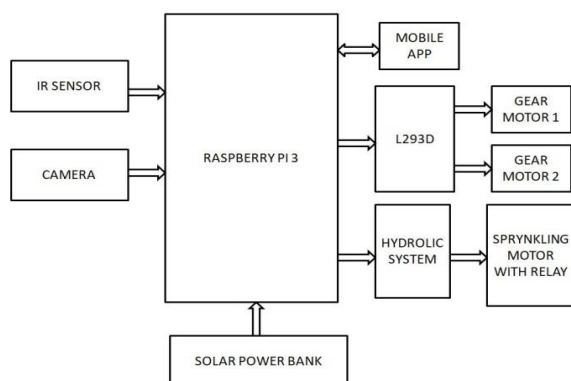 IR SENSOR
CAMERA
RASPBERRY PI 3
MOBILE
APP
L293D
GEAR
MOTOR 1
GEAR
MOTOR 2
HYDROLIC
SYSTEM
SPRYNKLING
MOTOR
WITH RELAY
SOLAR POWER BANK